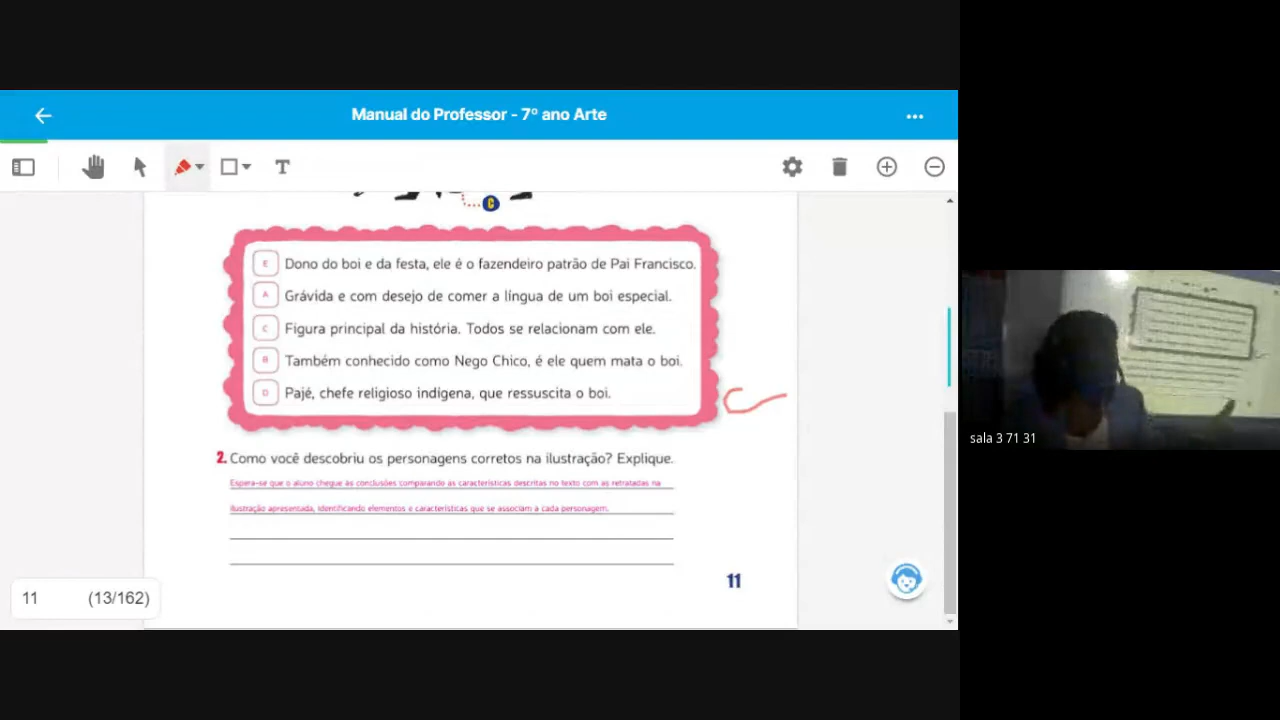 Manual do Professor - 7º ano Arte
T
C
E Dono do boi e da festa, ele é o fazendeiro patrão de Pai Francisco.
A Grávida e com desejo de comer a língua de um boi especial.
C Figura principal da história. Todos se relacionam com ele.
B Também conhecido como Nego Chico, é ele quem mata o boi.
D Pajé, chefe religioso indígena, que ressuscita o boi.
2. Como você descobriu os personagens corretos na ilustração? Explique.
Espera-se que o aluno chegue às conclusões comparando as características descritas no texto com as retratadas na
ilustração apresentada, identificando elementos e características que se associam à cada personagem.
11
11 (13/162)
sala 3 71 31